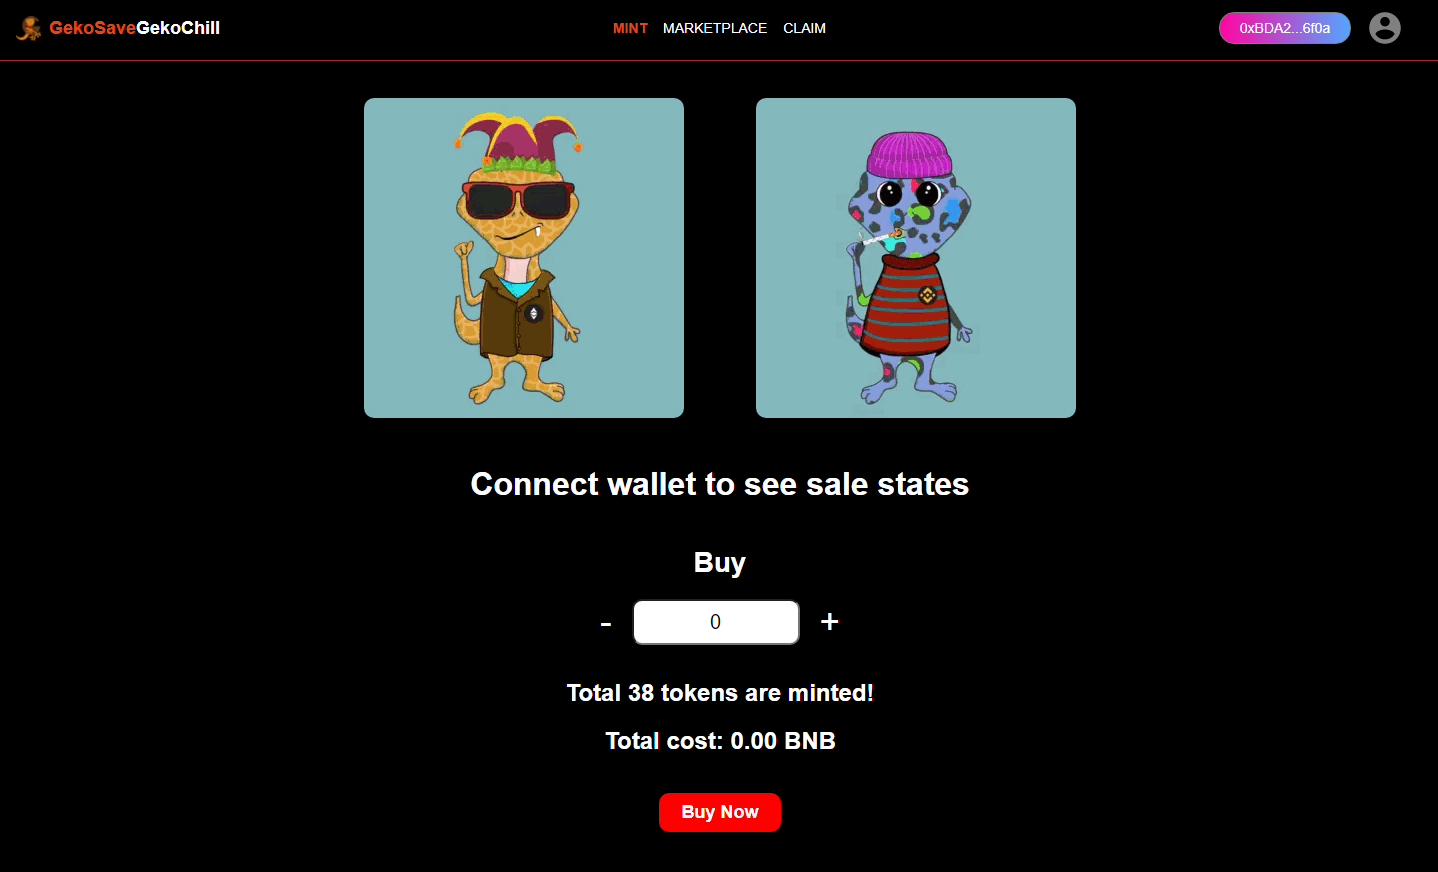 GekoSaveGekoChill
MINT MARKETPLACE CLAIM
0xBDA2...6f0a
Connect wallet to see sale states
Buy
- 0 +
Total 38 tokens are minted!
Total cost: 0.00 BNB
Buy Now